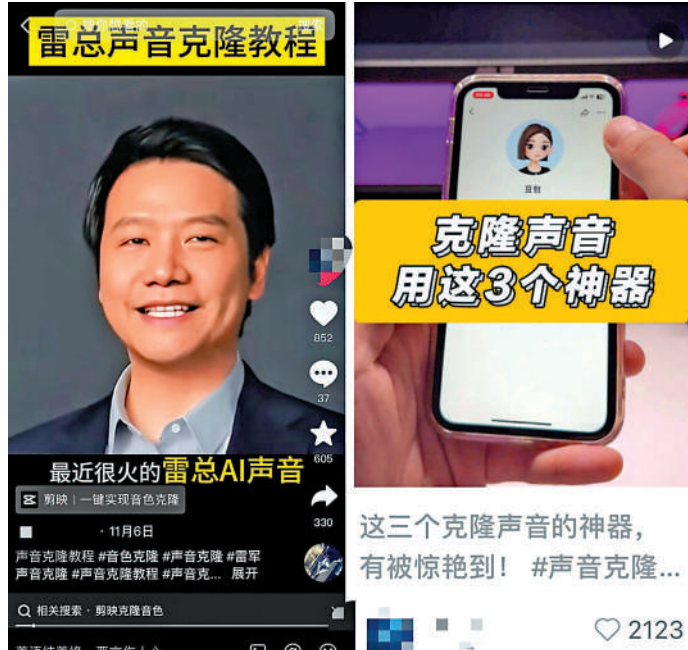 雷总声音克隆教程
852
37
605
330
最近很火的雷总AI声音
剪映 | 一键实现音色克隆
· 11月6日
声音克隆教程 #音色克隆 #声音克隆 #雷军
声音克隆 #声音克隆教程 #声音克... 展开
相关搜索 · 剪映克隆音色
豆包
克隆声音
用这3个神器
这三个克隆声音的神器，
有被惊艳到！ #声音克隆...
2123